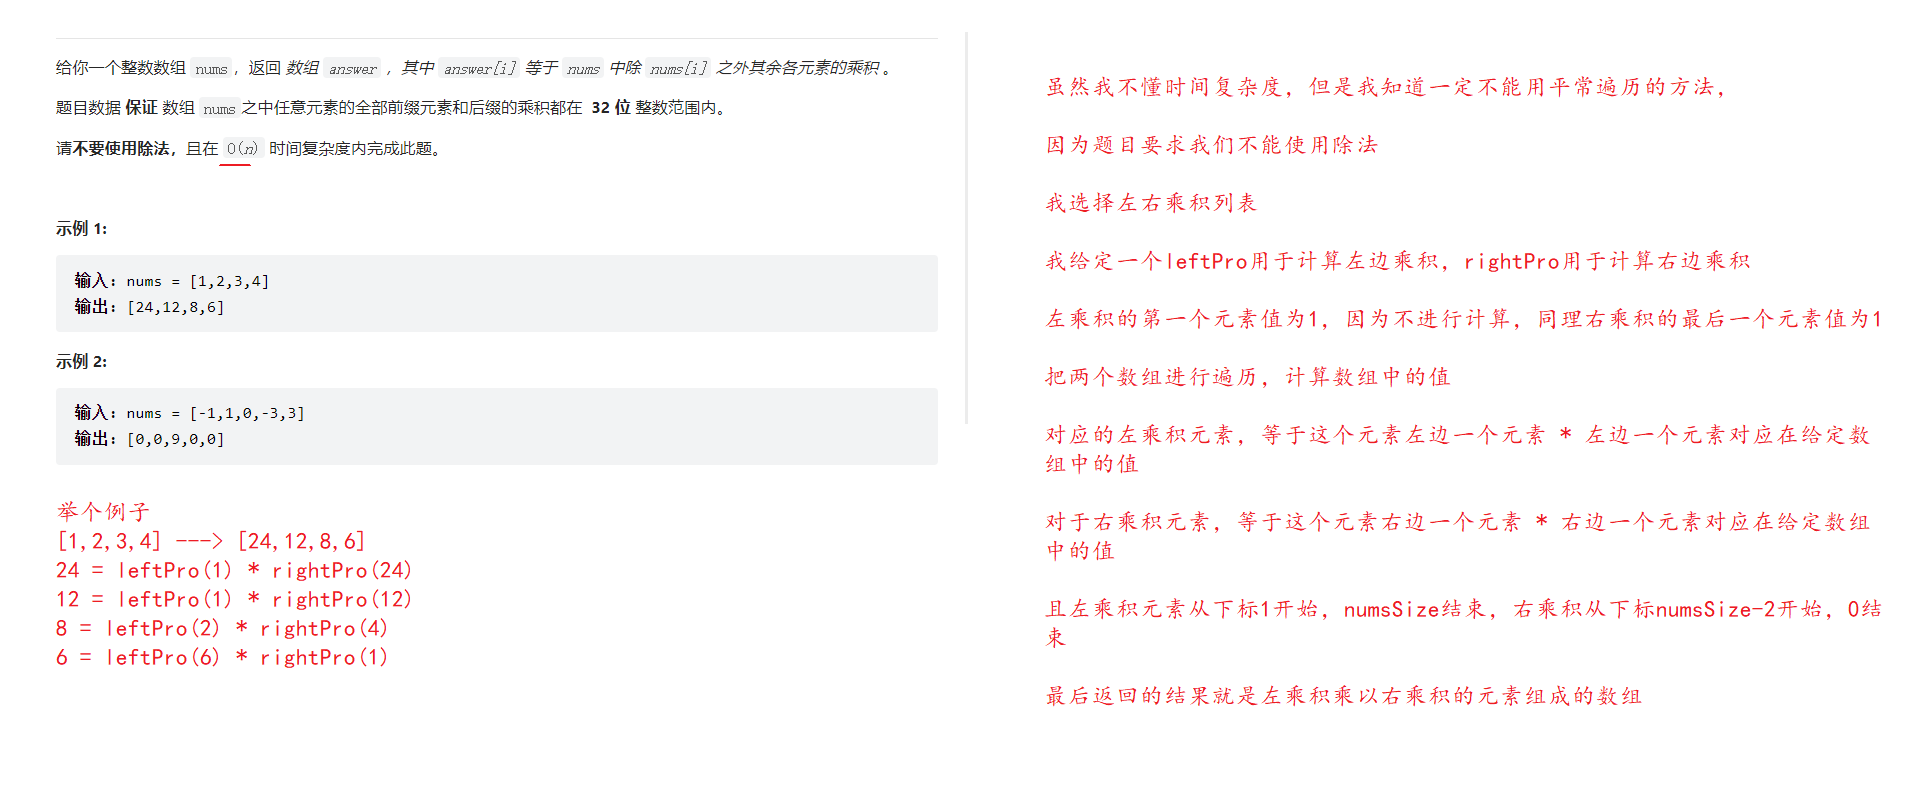 给你一个整数数组 nums，返回 数组 answer ，其中 answer[i] 等于 nums 中除 nums[i] 之外其余各元素的乘积 。
题目数据 保证 数组 nums之中任意元素的全部前缀元素和后缀的乘积都在 32 位 整数范围内。
请不要使用除法，且在 O(n) 时间复杂度内完成此题。
示例 1:
输入：nums = [1,2,3,4]
输出：[24,12,8,6]
示例 2:
输入：nums = [-1,1,0,-3,3]
输出：[0,0,9,0,0]
举个例子
[1,2,3,4] ---> [24,12,8,6]
24 = leftPro(1) * rightPro(24)
12 = leftPro(1) * rightPro(12)
8 = leftPro(2) * rightPro(4)
6 = leftPro(6) * rightPro(1)
虽然我不懂时间复杂度，但是我知道一定不能用平常遍历的方法，
因为题目要求我们不能使用除法
我选择左右乘积列表
我给定一个leftPro用于计算左边乘积，rightPro用于计算右边乘积
左乘积的第一个元素值为1，因为不进行计算，同理右乘积的最后一个元素值为1
把两个数组进行遍历，计算数组中的值
对应的左乘积元素，等于这个元素左边一个元素 * 左边一个元素对应在给定数
组中的值
对于右乘积元素，等于这个元素右边一个元素 * 右边一个元素对应在给定数组
中的值
且左乘积元素从下标1开始，numsSize结束，右乘积从下标numsSize-2开始，0结
束
最后返回的结果就是左乘积乘以右乘积的元素组成的数组